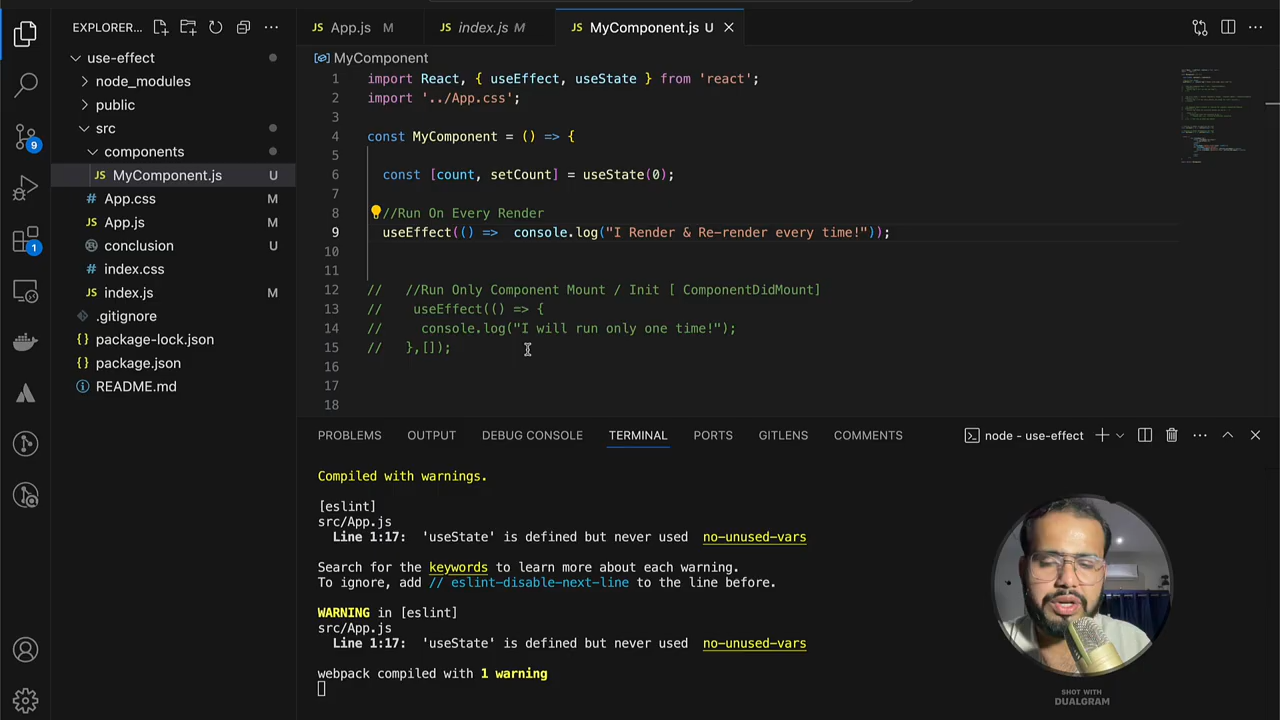 EXPLORER...
JS App.js M
JS index.js M
JS MyComponent.js U
use-effect
node_modules
public
src
components
MyComponent.js U
# App.css M
JS App.js M
conclusion U
# index.css
JS index.js M
.gitignore
package-lock.json
package.json
README.md
9
1
MyComponent
1 import React, { useEffect, useState } from 'react';
2 import '../App.css';
3
4 const MyComponent = () => {
5
6 const [count, setCount] = useState(0);
7
8 //Run On Every Render
9 useEffect(() => console.log("I Render & Re-render every time!"));
10
11
12 // //Run Only Component Mount / Init [ ComponentDidMount]
13 // useEffect(() => {
14 // console.log("I will run only one time!");
15 // },[]);
16
17
18
PROBLEMS OUTPUT DEBUG CONSOLE TERMINAL PORTS GITLENS COMMENTS
node - use-effect
Compiled with warnings.
[eslint]
src/App.js
Line 1:17: 'useState' is defined but never used no-unused-vars
Search for the keywords to learn more about each warning.
To ignore, add // eslint-disable-next-line to the line before.
WARNING in [eslint]
src/App.js
Line 1:17: 'useState' is defined but never used no-unused-vars
webpack compiled with 1 warning
SHOT WITH
DUALGRAM